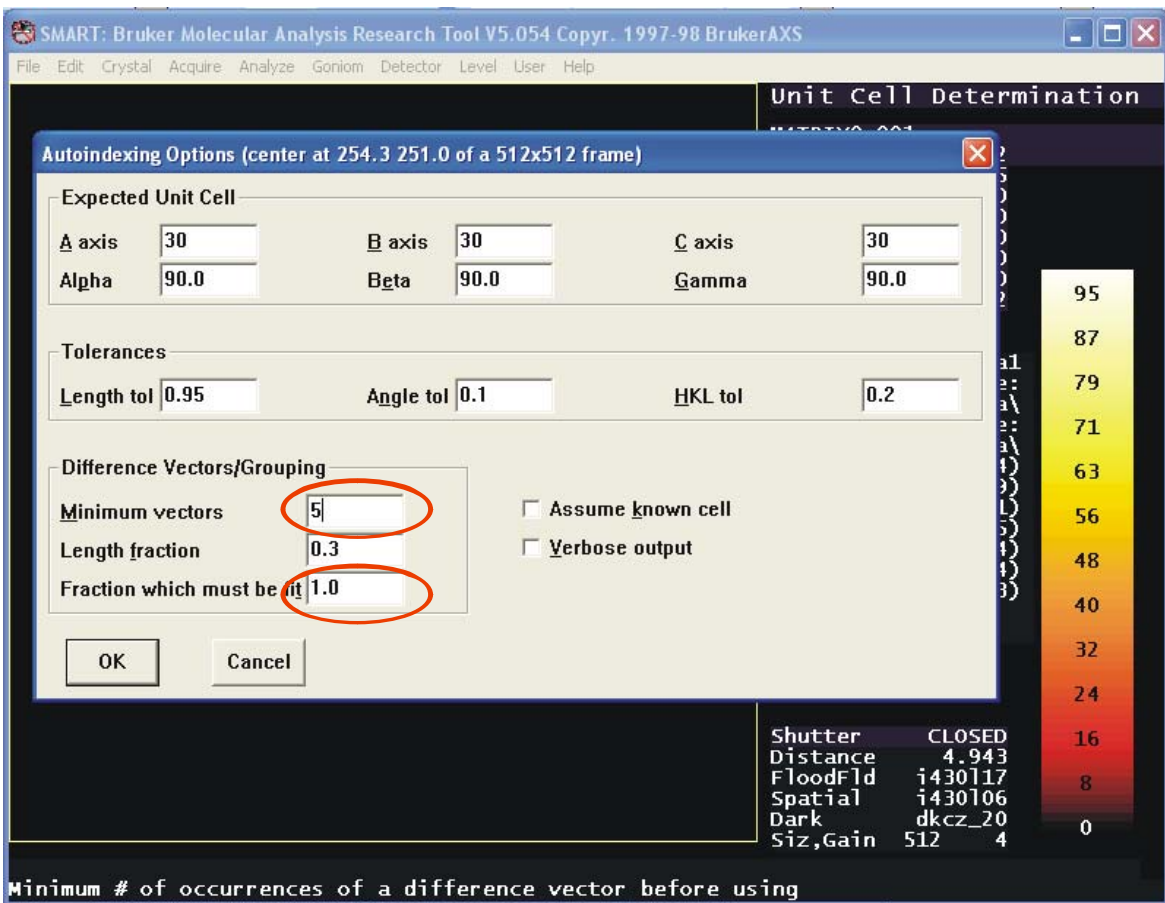 SMART: Bruker Molecular Analysis Research Tool V5.054 Copyr. 1997-98 BrukerAXS
File Edit Crystal Acquire Analyze Goniom Detector Level User Help
Unit Cell Determination
Autoindexing Options (center at 254.3 251.0 of a 512x512 frame)
Expected Unit Cell
A axis 30 B axis 30 C axis 30
Alpha 90.0 Beta 90.0 Gamma 90.0
Tolerances
Length tol 0.95 Angle tol 0.1 HKL tol 0.2
Difference Vectors/Grouping
Minimum vectors 5
Length fraction 0.3
Fraction which must be fit 1.0
Assume known cell
Verbose output
OK Cancel
95
87
79
71
63
56
48
40
32
24
16
8
0
Shutter CLOSED
Distance 4.943
FloodFld i430l17
Spatial i430l06
Dark dkcz_20
Siz,Gain 512 4
Minimum # of occurrences of a difference vector before using